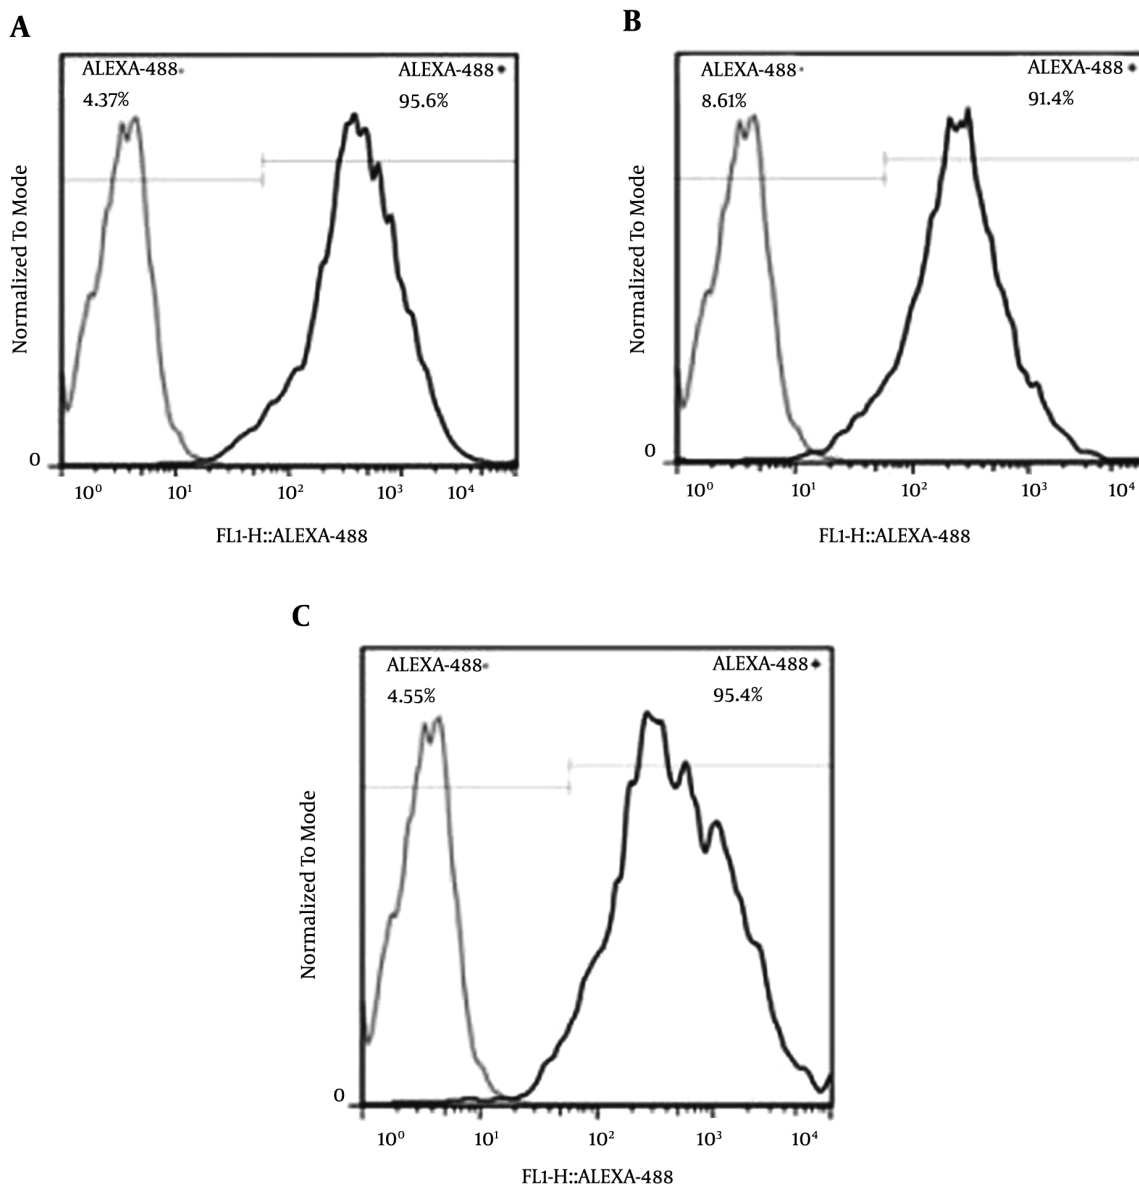 A
ALEXA-488
4.37%
ALEXA-488
95.6%
Normalized To Mode
0
10⁰ 10¹ 10² 10³ 10⁴
FL1-H::ALEXA-488
B
ALEXA-488
8.61%
ALEXA-488
91.4%
Normalized To Mode
0
10⁰ 10¹ 10² 10³ 10⁴
FL1-H::ALEXA-488
C
ALEXA-488
4.55%
ALEXA-488
95.4%
Normalized To Mode
0
10⁰ 10¹ 10² 10³ 10⁴
FL1-H::ALEXA-488